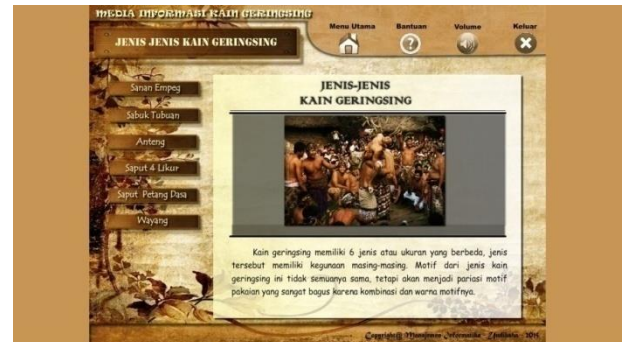 MEDIA INFORMASI KAIN GERINGSING
JENIS JENIS KAIN GERINGSING
Menu Utama
Bantuan
Volume
Keluar
Sanan Empeg
Sabuk Tubuan
Anteng
Saput 4 Likur
Saput Petang Dasa
Wayang
JENIS-JENIS
KAIN GERINGSING
Kain geringsing memiliki 6 jenis atau ukuran yang berbeda, jenis
tersebut memiliki kegunaan masing-masing. Motif dari jenis kain
geringsing ini tidak semuanya sama, tetapi akan menjadi pariasi motif
pakaian yang sangat bagus karena kombinasi dan warna motifnya.
Copyright@ Manajemen Informatika - Undiksha - 2015